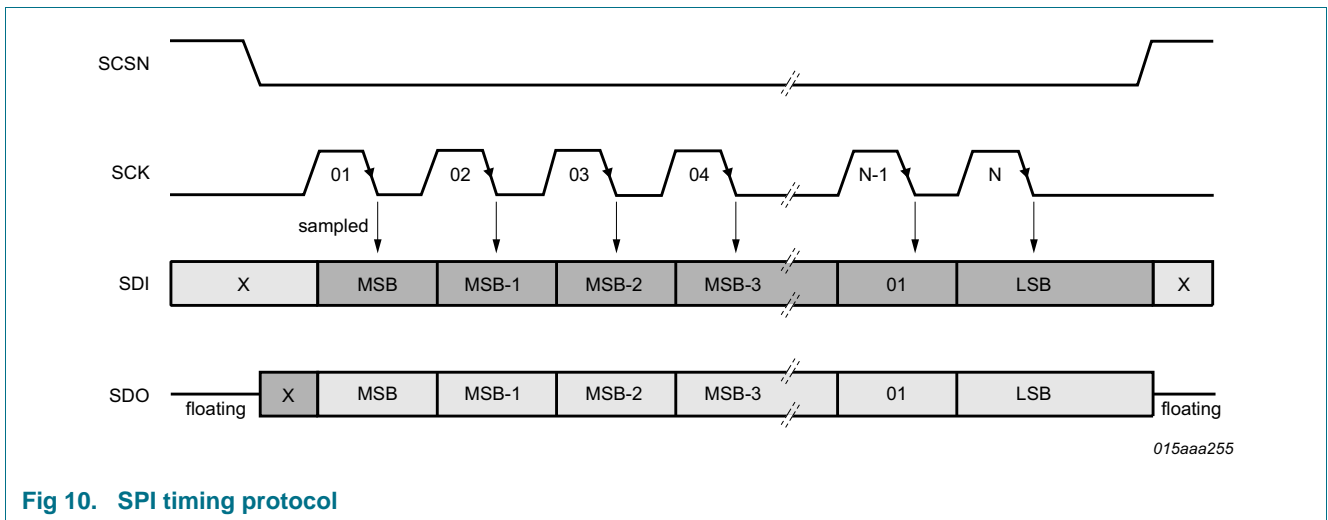 SCSN
SCK 01 02 03 04 N-1 N
sampled
SDI X MSB MSB-1 MSB-2 MSB-3 01 LSB X
SDO X MSB MSB-1 MSB-2 MSB-3 01 LSB
floating floating
015aaa255
Fig 10. SPI timing protocol